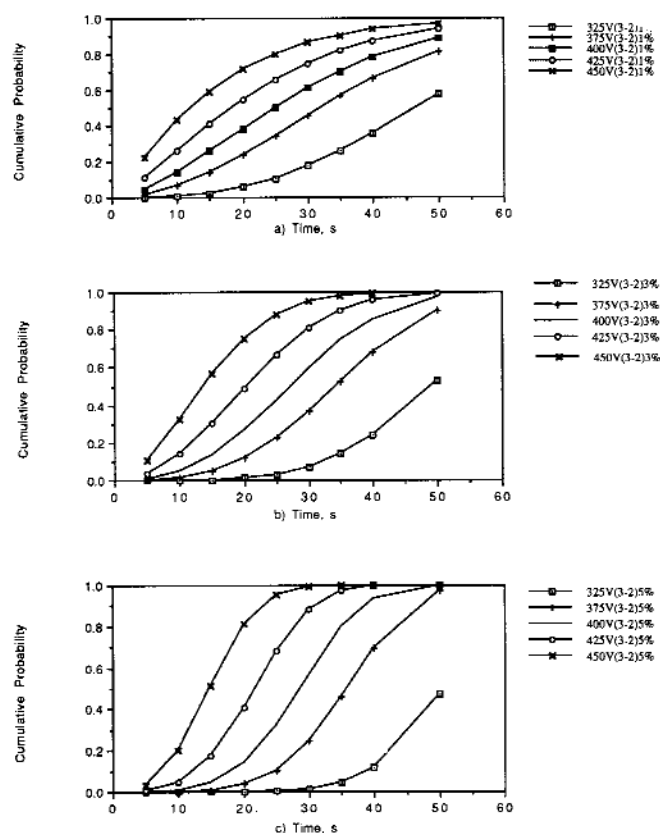 1.0
0.8
0.6
0.4
0.2
0.0
Cumulative Probability
0 10 20 30 40 50 60
a) Time, s
325V(3-2)1%
375V(3-2)1%
400V(3-2)1%
425V(3-2)1%
450V(3-2)1%
1.0
0.8
0.6
0.4
0.2
0.0
Cumulative Probability
0 10 20 30 40 50 60
b) Time, s
325V(3-2)3%
375V(3-2)3%
400V(3-2)3%
425V(3-2)3%
450V(3-2)3%
1.0
0.8
0.6
0.4
0.2
0.0
Cumulative Probability
0 10 20 30 40 50 60
c) Time, s
325V(3-2)5%
375V(3-2)5%
400V(3-2)5%
425V(3-2)5%
450V(3-2)5%